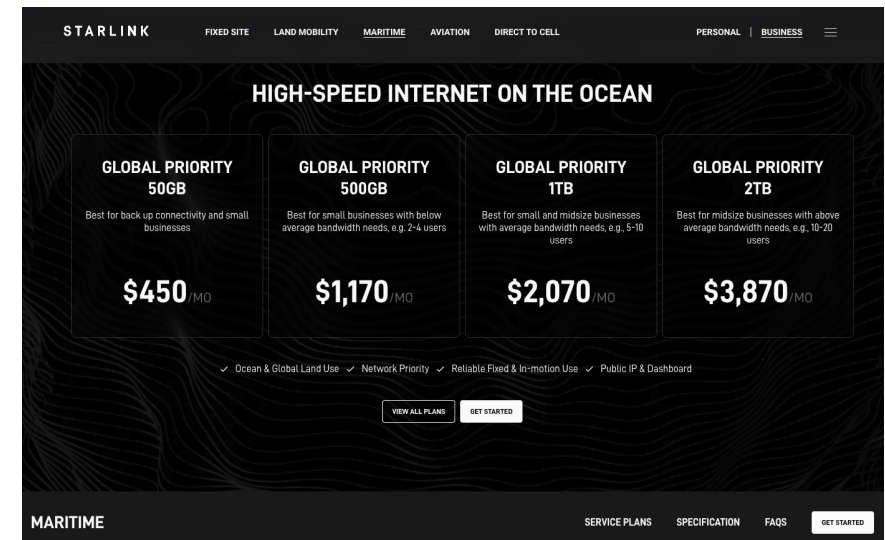 STARLINK
FIXED SITE
LAND MOBILITY
MARITIME
AVIATION
DIRECT TO CELL
PERSONAL | BUSINESS
HIGH-SPEED INTERNET ON THE OCEAN
GLOBAL PRIORITY
50GB
Best for back up connectivity and small
businesses
$450/MO
GLOBAL PRIORITY
500GB
Best for small businesses with below
average bandwidth needs, e.g. 2-4 users
$1,170/MO
GLOBAL PRIORITY
1TB
Best for small and midsize businesses
with average bandwidth needs, e.g., 5-10
users
$2,070/MO
GLOBAL PRIORITY
2TB
Best for midsize businesses with above
average bandwidth needs, e.g., 10-20
users
$3,870/MO
✓ Ocean & Global Land Use ✓ Network Priority ✓ Reliable Fixed & In-motion Use ✓ Public IP & Dashboard
VIEW ALL PLANS
GET STARTED
MARITIME
SERVICE PLANS
SPECIFICATION
FAQS
GET STARTED